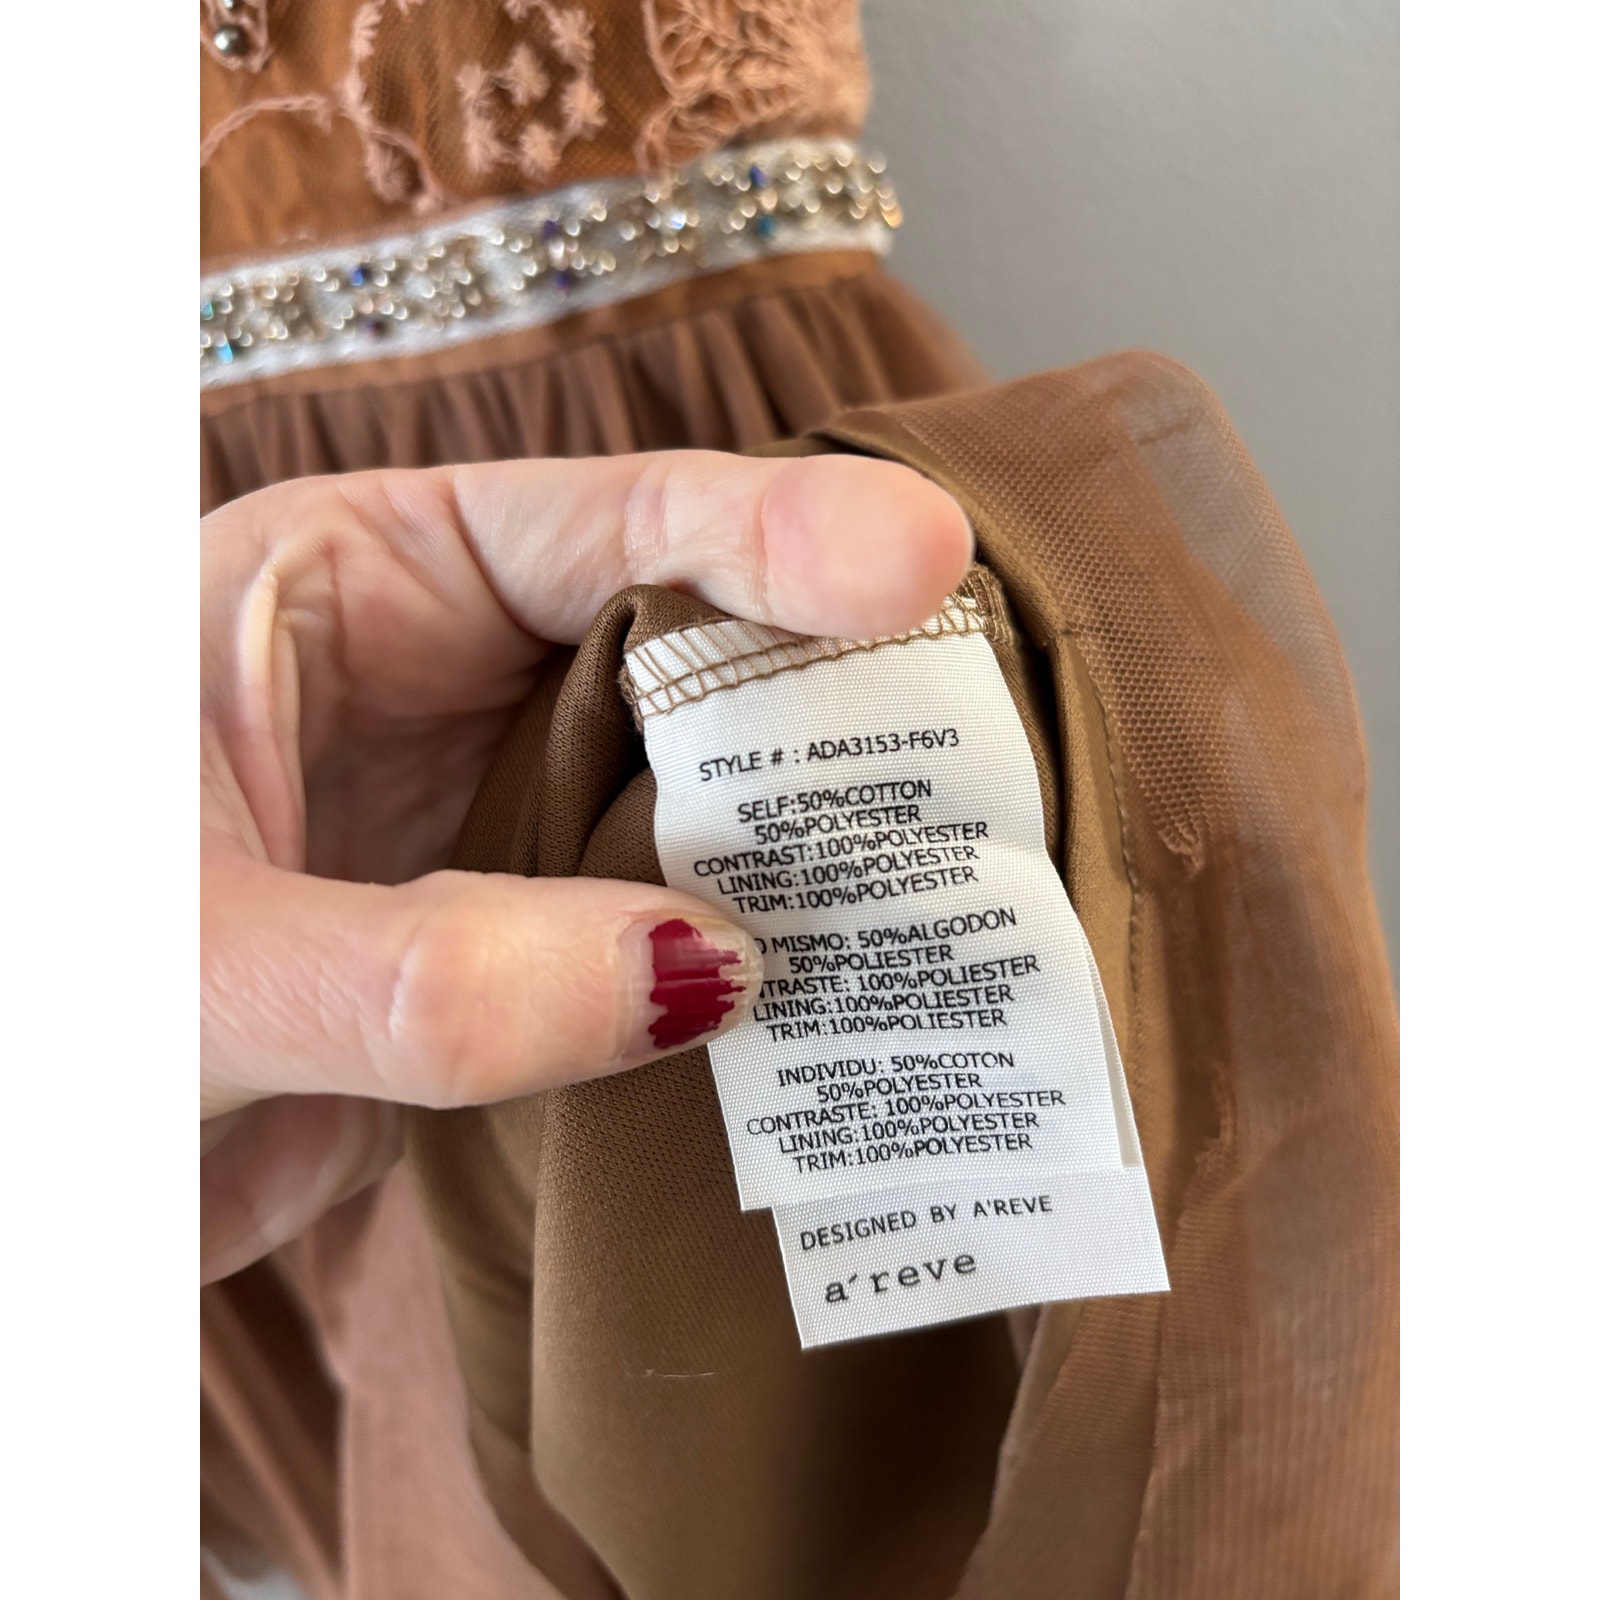 STYLE # : ADA3153-F6V3
SELF:50%COTTON
50%POLYESTER
CONTRAST:100%POLYESTER
LINING:100%POLYESTER
TRIM:100%POLYESTER
MISMO: 50%ALGODON
50%POLIESTER
100%POLIESTER
LINING:100%POLIESTER
TRIM:100%POLIESTER
INDIVIDU: 50%COTON
50%POLYESTER
CONTRASTE: 100%POLYESTER
LINING:100%POLYESTER
TRIM:100%POLYESTER
DESIGNED BY A'REVE
a´reve